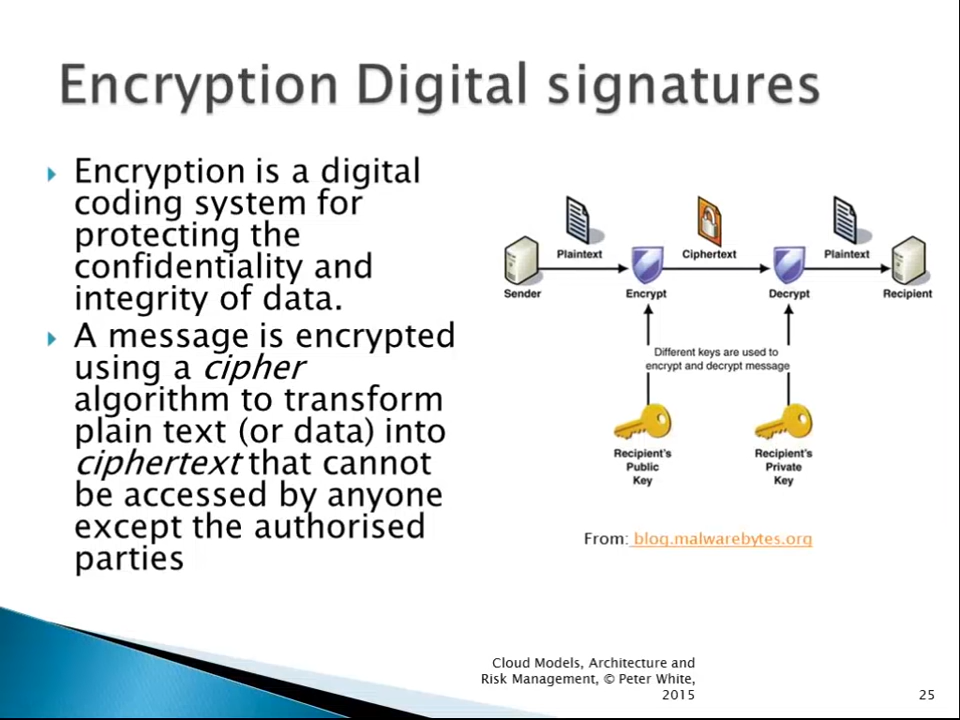 Encryption Digital signatures
Encryption is a digital
coding system for
protecting the
confidentiality and
integrity of data.
A message is encrypted
using a cipher
algorithm to transform
plain text (or data) into
ciphertext that cannot
be accessed by anyone
except the authorised
parties
Plaintext
Ciphertext
Plaintext
Sender
Encrypt
Decrypt
Recipient
Different keys are used to
encrypt and decrypt message
Recipient's
Public
Key
Recipient's
Private
Key
From: blog.malwarebytes.org
Cloud Models, Architecture and
Risk Management, © Peter White,
2015
25